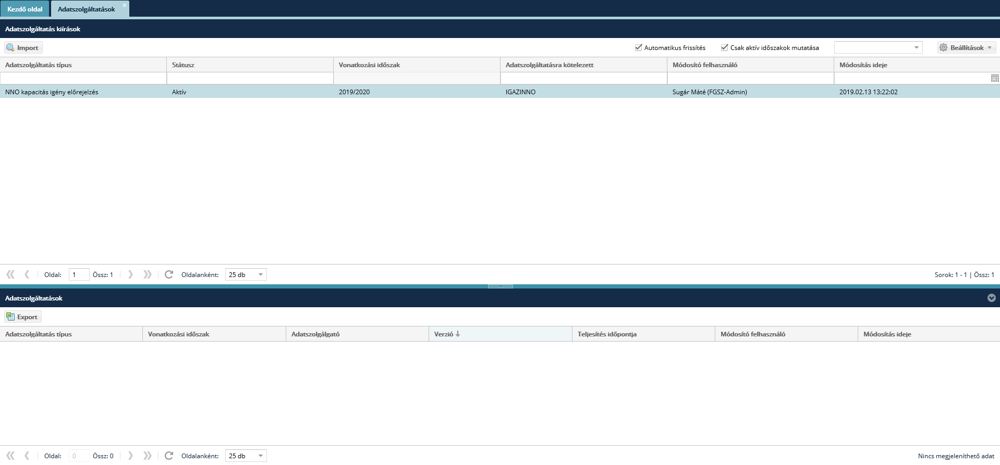 Kezdő oldal Adatszolgáltatások
Adatszolgáltatás kiírások
Import Automatikus frissítés Csak aktív időszakok mutatása Beállítások
Adatszolgáltatás típus Státusz Vonatkozási időszak Adatszolgáltatásra kötelezett Módosító felhasználó Módosítás ideje
NNO kapacitás igény előrejelzés Aktív 2019/2020 IGAZINNO Sugár Máté (FGSZ-Admin) 2019.02.13 13:22:02
Oldal: 1 Össz: 1 Oldalanként: 25 db Sorok: 1 - 1 | Össz: 1
Adatszolgáltatások
Export
Adatszolgáltatás típus Vonatkozási időszak Adatszolgálgató Verzió Teljesítés időpontja Módosító felhasználó Módosítás ideje
Oldal: 0 Össz: 0 Oldalanként: 25 db Nincs megjeleníthető adat